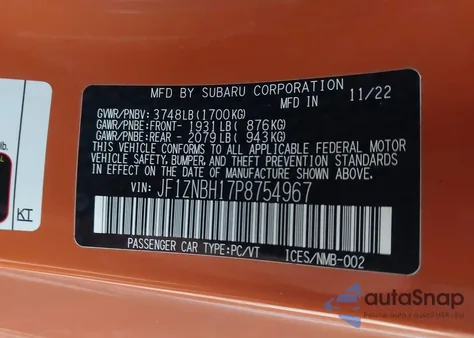 MFD BY SUBARU CORPORATION
MFD IN JAPAN 11/22
GVWR/PNBV: 3748LB(1700KG)
GAWR/PNBE:FRONT- 1931LB( 876KG)
GAWR/PNBE:REAR - 2079LB( 943KG)
THIS VEHICLE CONFORMS TO ALL APPLICABLE FEDERAL MOTOR
VEHICLE SAFETY, BUMPER, AND THEFT PREVENTION STANDARDS
IN EFFECT ON THE DATE OF MANUFACTURE SHOWN ABOVE.
VIN: JF1ZNBH17P8754967
PASSENGER CAR TYPE:PC/VT ICES/NMB-002
lb.
KT
autoSnap